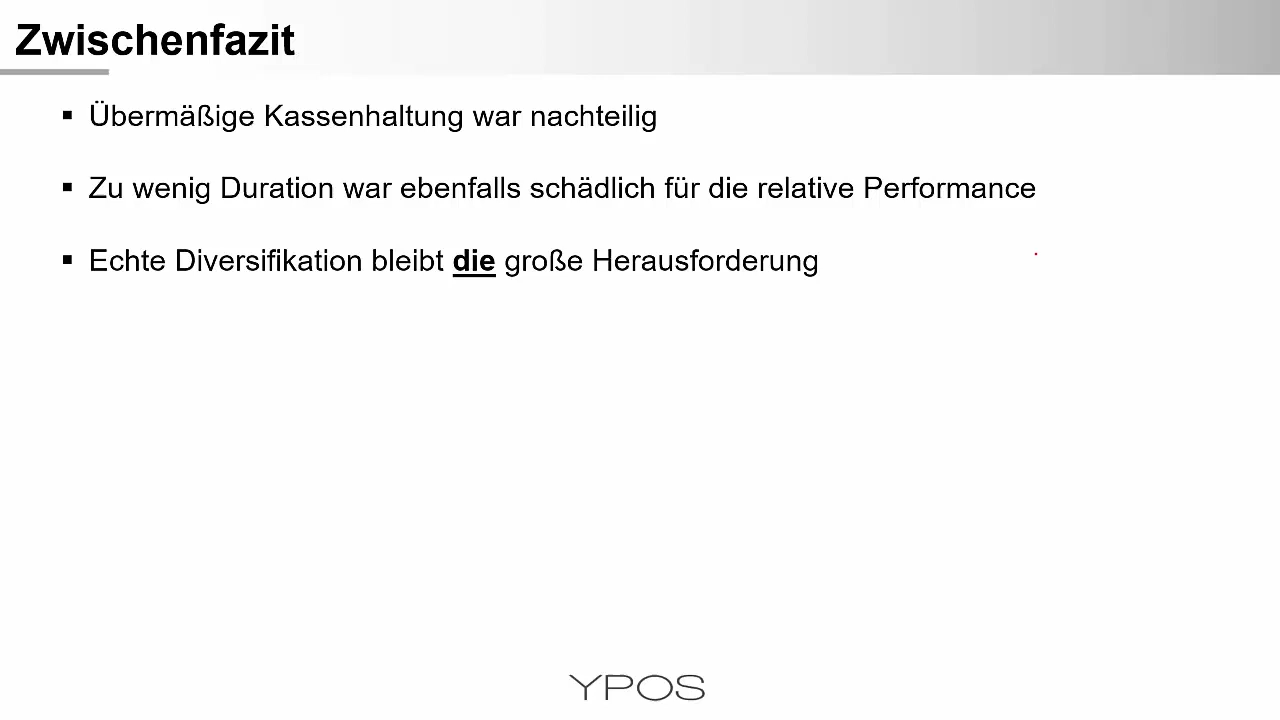 Zwischenfazit
▪ Übermäßige Kassenhaltung war nachteilig
▪ Zu wenig Duration war ebenfalls schädlich für die relative Performance
▪ Echte Diversifikation bleibt die große Herausforderung
YPOS